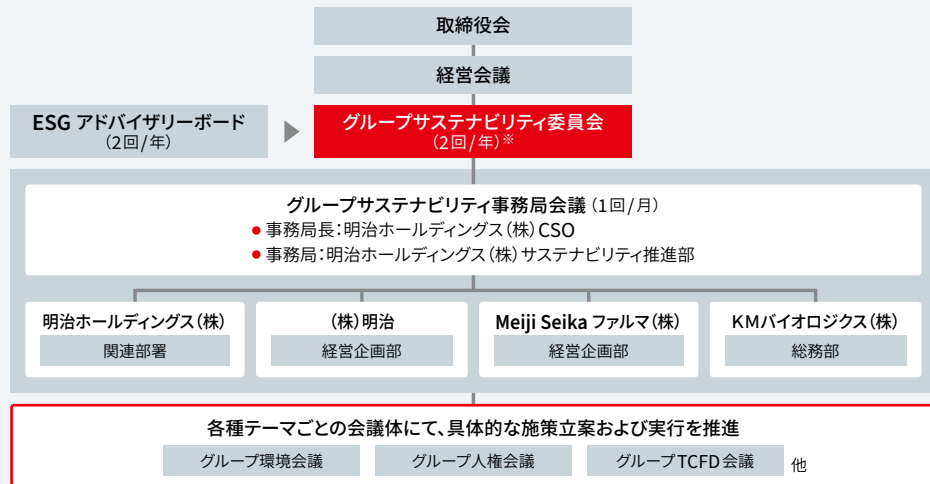 取締役会
経営会議
ESG アドバイザリーボード
(2回/年)
グループサステナビリティ委員会
(2回/年)※
グループサステナビリティ事務局会議(1回/月)
● 事務局長:明治ホールディングス(株)CSO
● 事務局:明治ホールディングス(株)サステナビリティ推進部
明治ホールディングス(株)
関連部署
(株)明治
経営企画部
Meiji Seika ファルマ(株)
経営企画部
KMバイオロジクス(株)
総務部
各種テーマごとの会議体にて、具体的な施策立案および実行を推進
グループ環境会議
グループ人権会議
グループTCFD会議
他